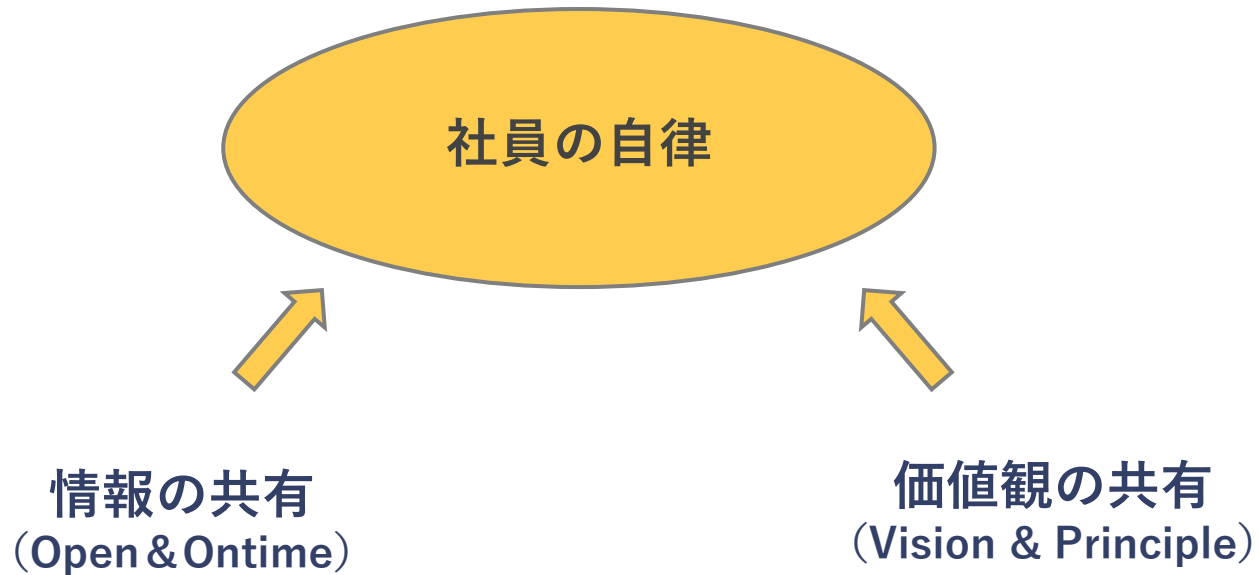 社員の自律
情報の共有
（Open＆Ontime）
価値観の共有
（Vision & Principle）